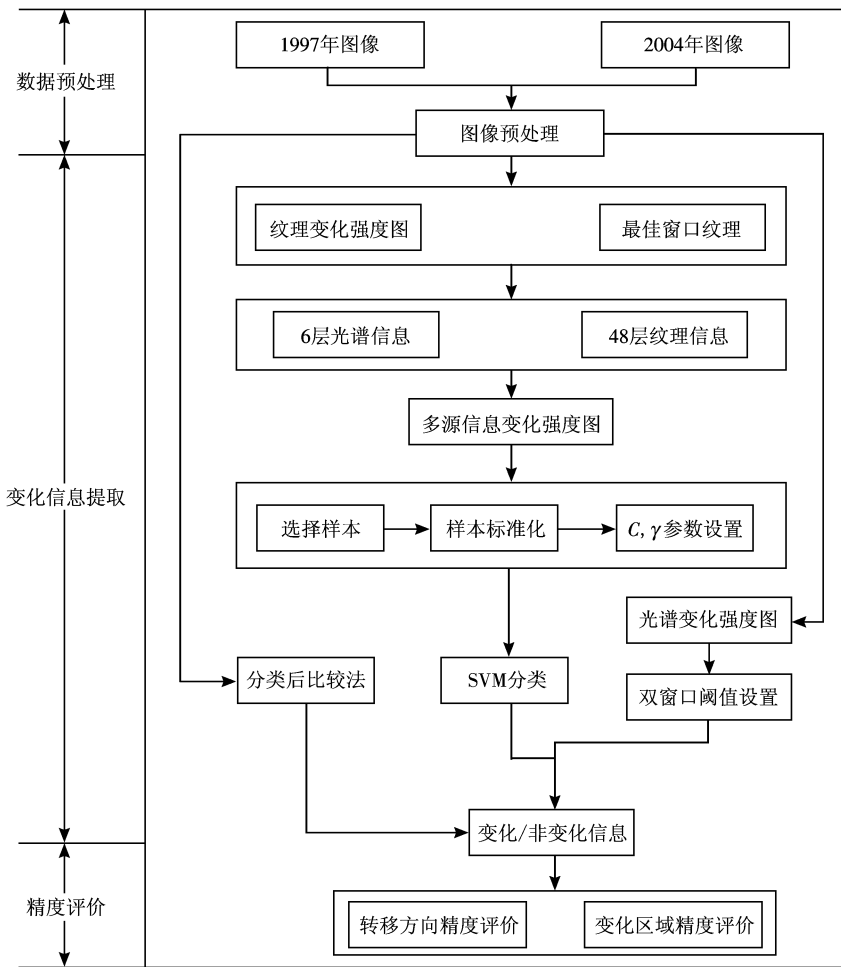 1997年图像
2004年图像
数据预处理
图像预处理
纹理变化强度图
最佳窗口纹理
6层光谱信息
48层纹理信息
多源信息变化强度图
变化信息提取
选择样本
样本标准化
C, γ参数设置
光谱变化强度图
分类后比较法
SVM分类
双窗口阈值设置
变化/非变化信息
精度评价
转移方向精度评价
变化区域精度评价